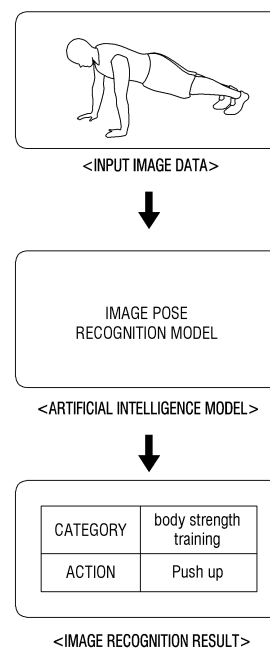 <INPUT IMAGE DATA>
IMAGE POSE
RECOGNITION MODEL
<ARTIFICIAL INTELLIGENCE MODEL>
CATEGORY
body strength
training
ACTION
Push up
<IMAGE RECOGNITION RESULT>